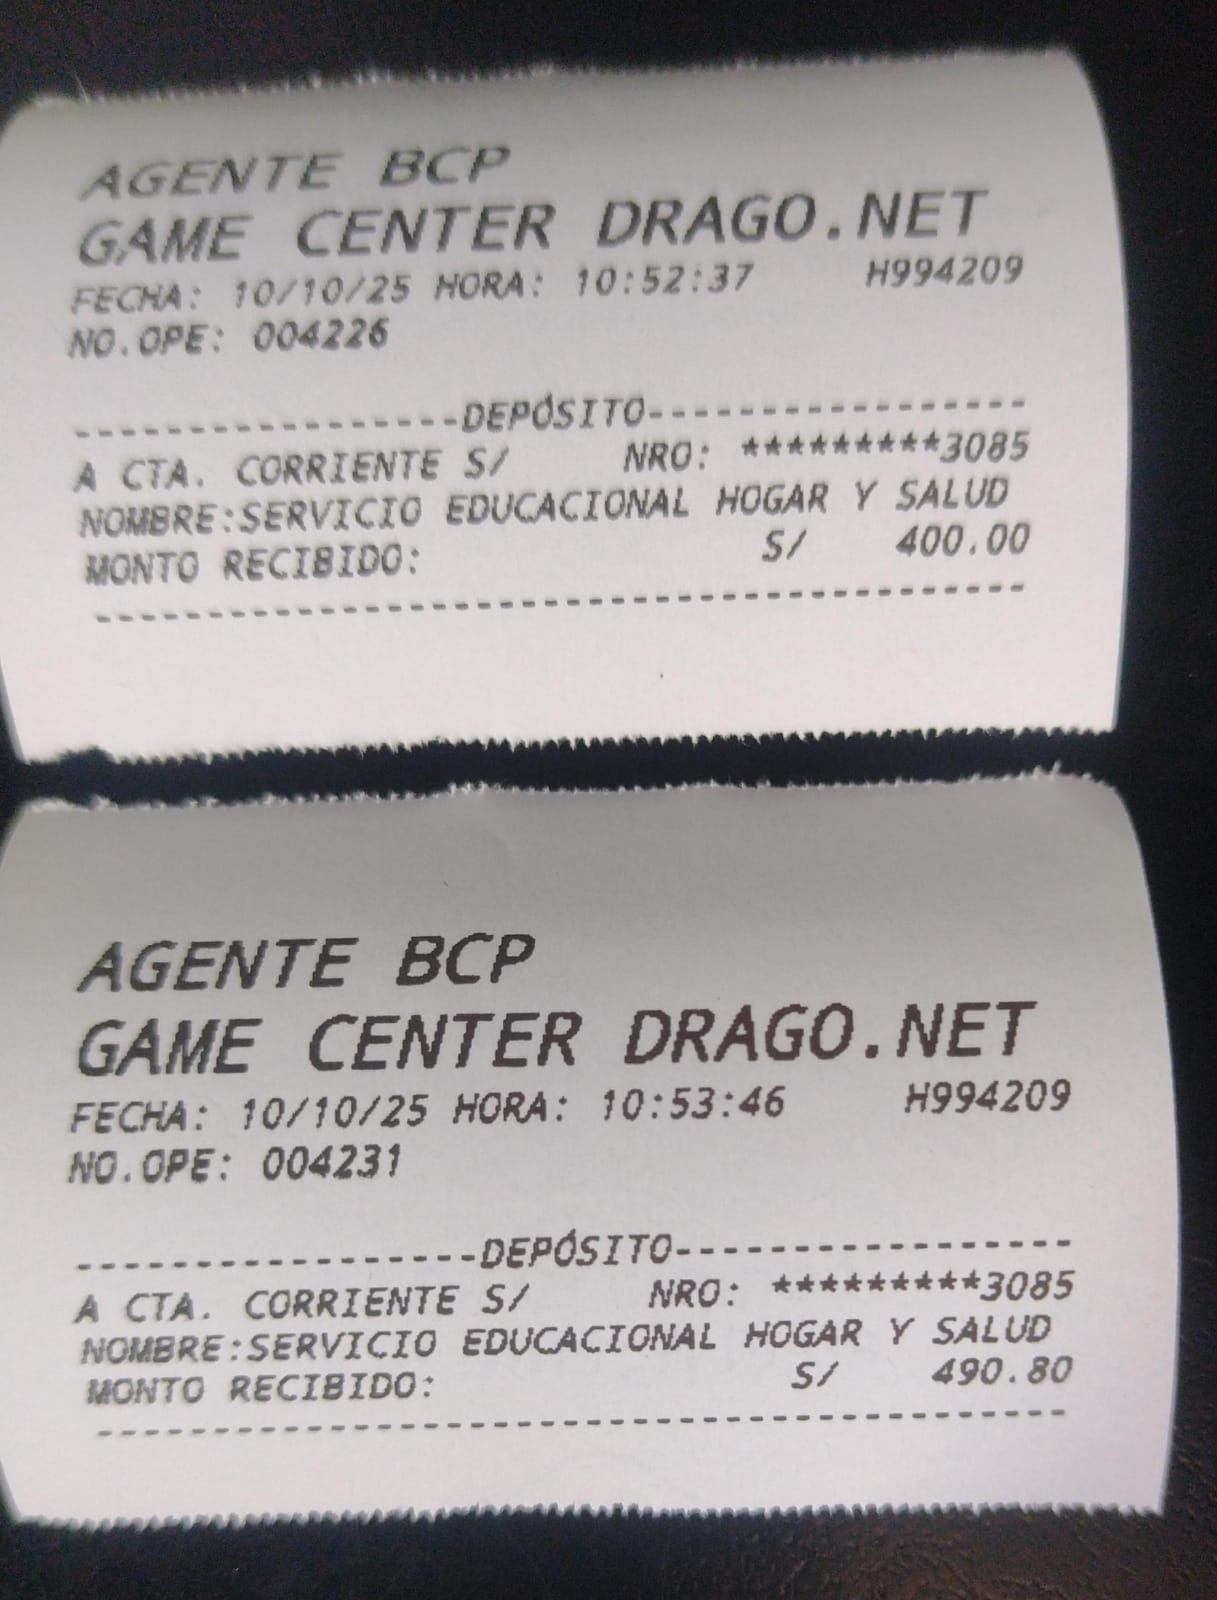 AGENTE BCP
GAME CENTER DRAGO.NET
FECHA: 10/10/25 HORA: 10:52:37 H994209
NO.OPE: 004226
-----------------DEPÓSITO-----------------
A CTA. CORRIENTE S/ NRO: *********3085
NOMBRE:SERVICIO EDUCACIONAL HOGAR Y SALUD
MONTO RECIBIDO: S/ 400.00
------------------------------------------
AGENTE BCP
GAME CENTER DRAGO.NET
FECHA: 10/10/25 HORA: 10:53:46 H994209
NO.OPE: 004231
-----------------DEPÓSITO-----------------
A CTA. CORRIENTE S/ NRO: *********3085
NOMBRE:SERVICIO EDUCACIONAL HOGAR Y SALUD
MONTO RECIBIDO: S/ 490.80
------------------------------------------